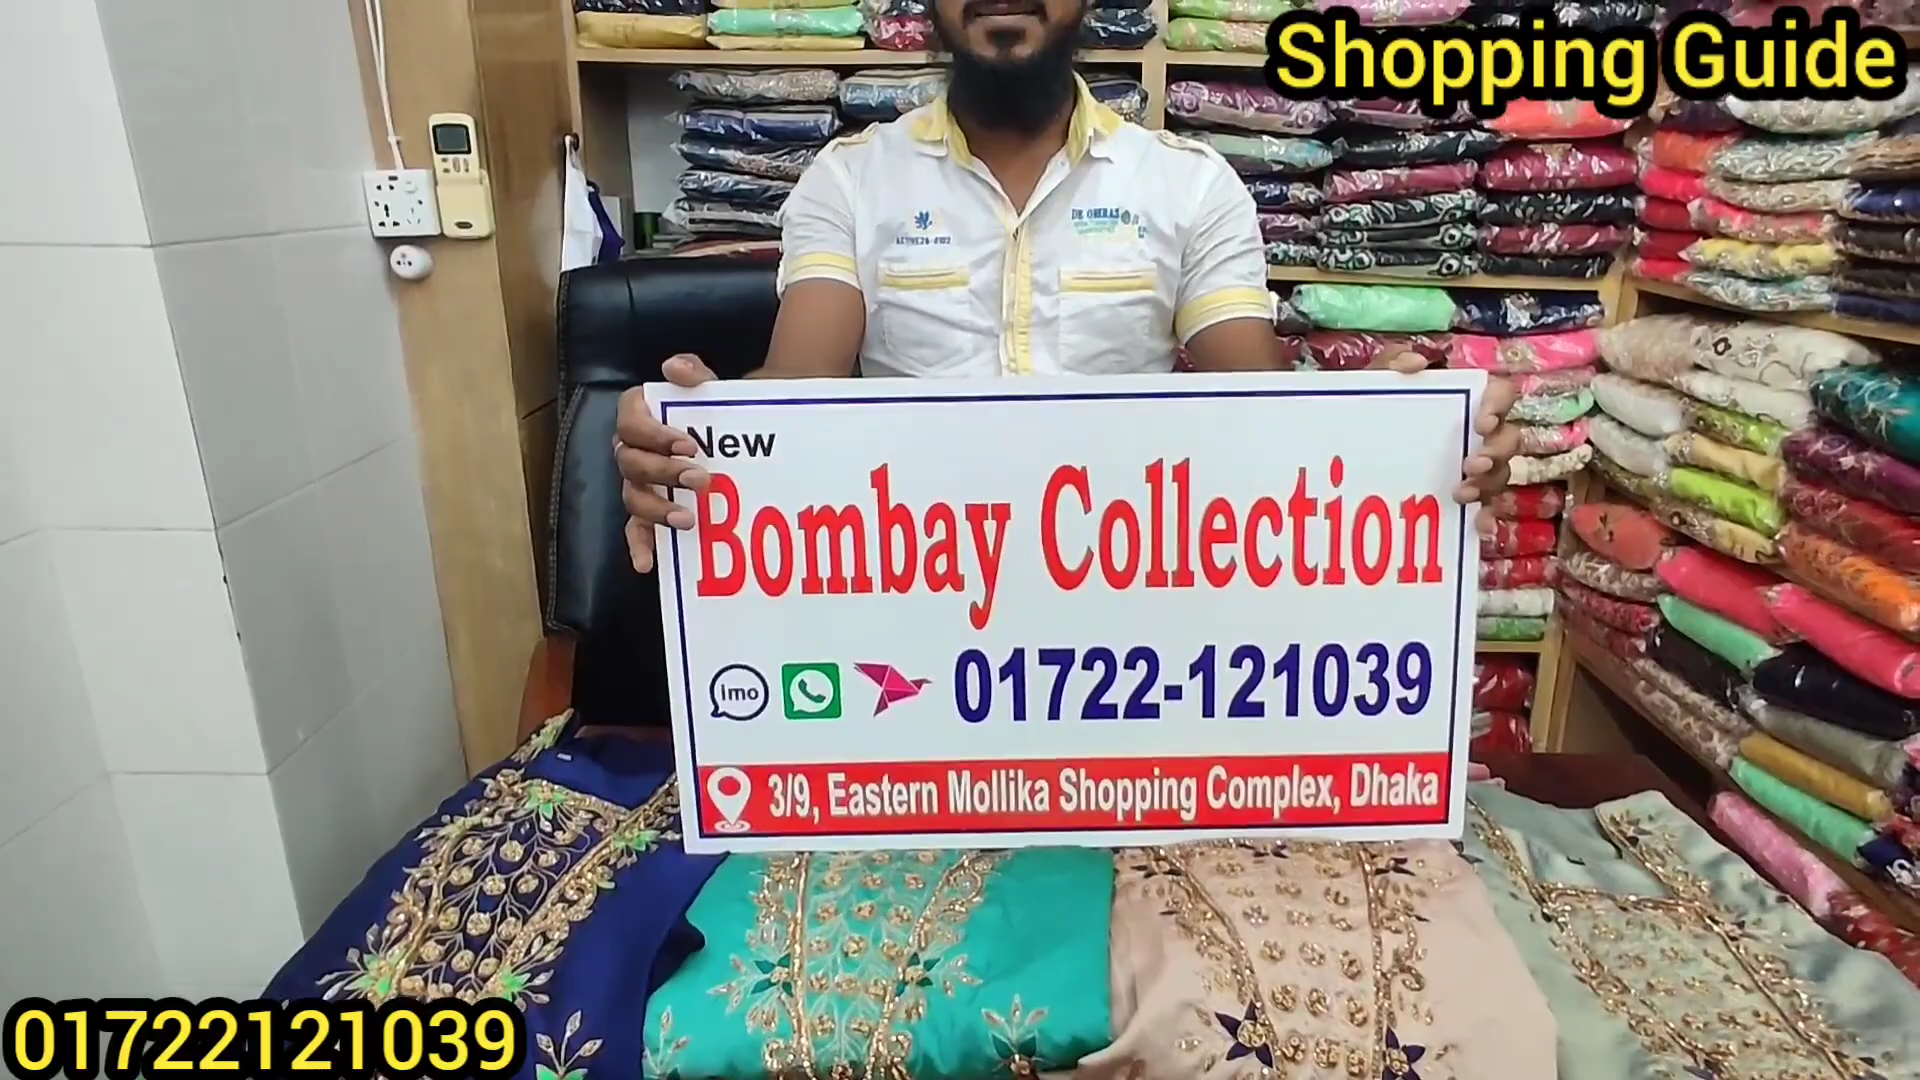 Shopping Guide
New
Bombay Collection
imo
01722-121039
3/9, Eastern Mollika Shopping Complex, Dhaka
01722121039